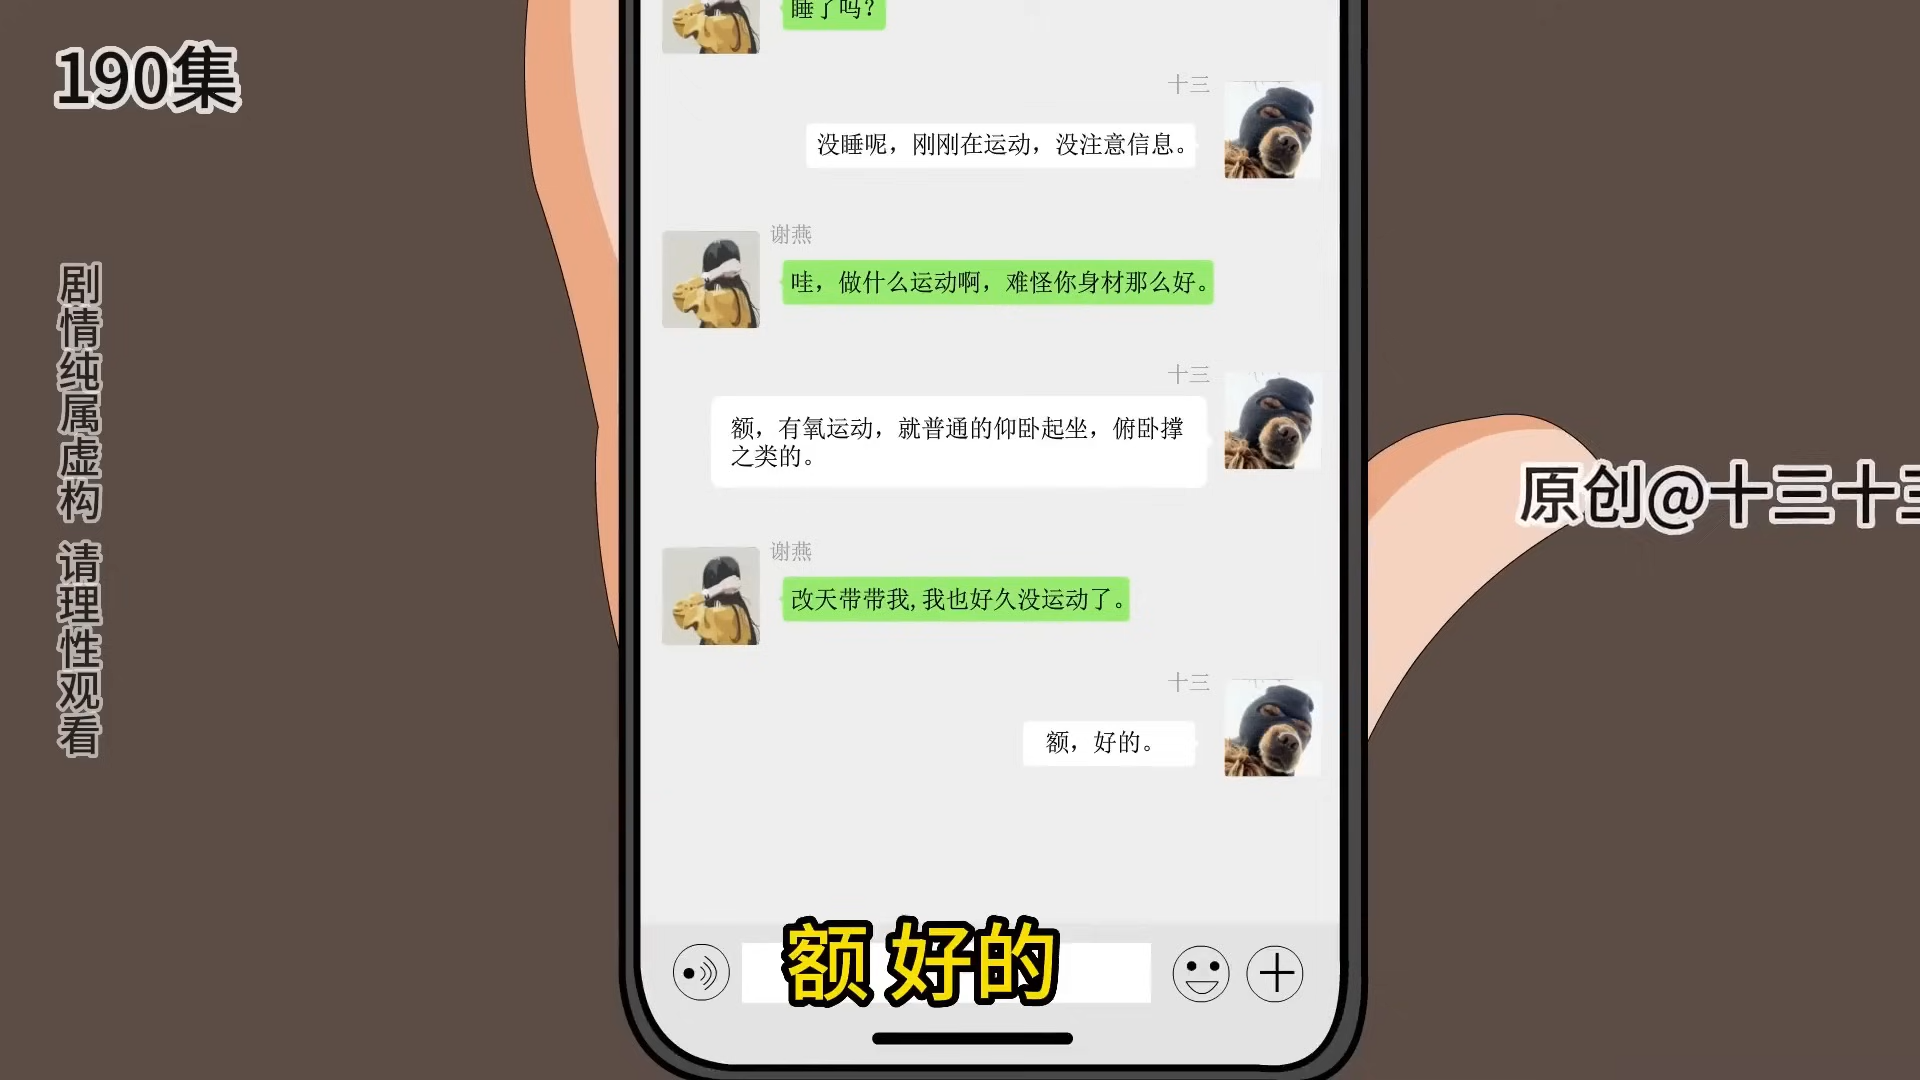 190集
剧情纯属虚构 请理性观看
睡了吗？
十三
没睡呢，刚刚在运动，没注意信息。
谢燕
哇，做什么运动啊，难怪你身材那么好。
十三
额，有氧运动，就普通的仰卧起坐，俯卧撑
之类的。
谢燕
改天带带我,我也好久没运动了。
十三
额，好的。
原创@十三十三
额 好的